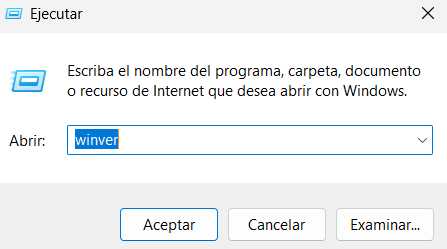 Ejecutar
Escriba el nombre del programa, carpeta, documento
o recurso de Internet que desea abrir con Windows.
Abrir: winver
Aceptar Cancelar Examinar...